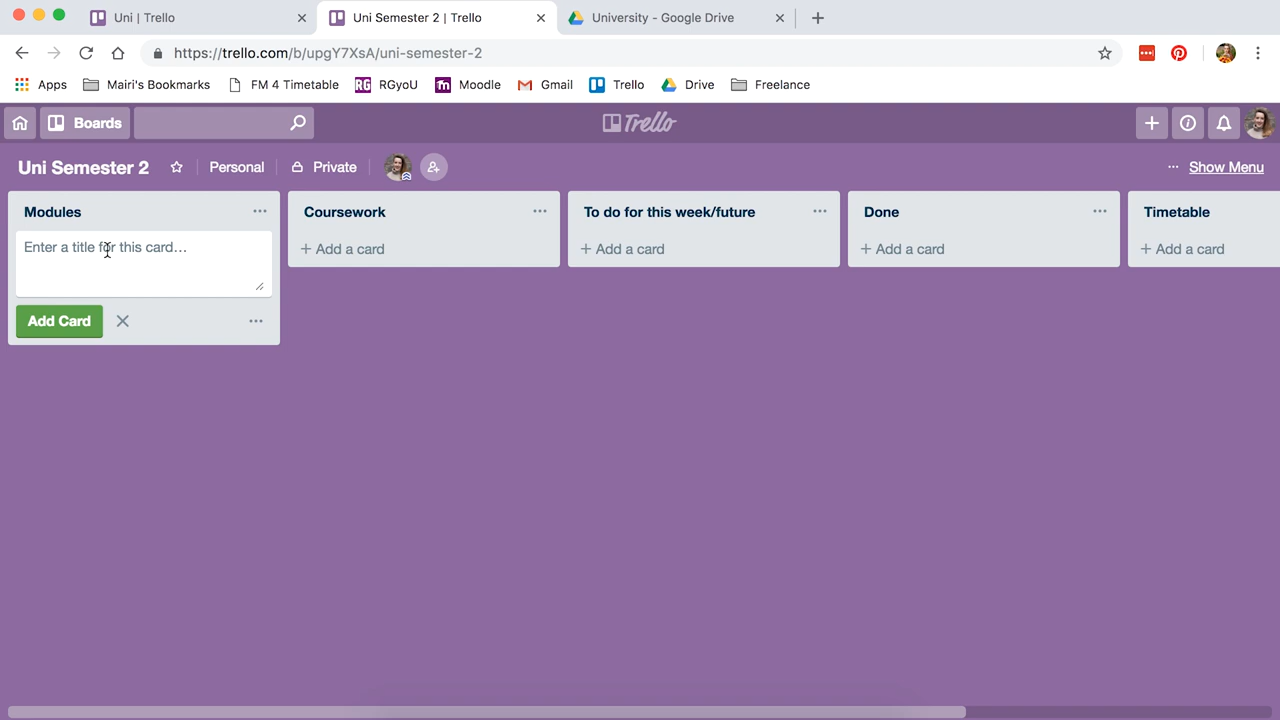 Uni | Trello
Uni Semester 2 | Trello
University - Google Drive
https://trello.com/b/upgY7XsA/uni-semester-2
Apps
Mairi's Bookmarks
FM 4 Timetable
RG RGyoU
m Moodle
Gmail
Trello
Drive
Freelance
Boards
Trello
Uni Semester 2
Personal
Private
... Show Menu
Modules
Coursework
To do for this week/future
Done
Timetable
Enter a title for this card...
+ Add a card
+ Add a card
+ Add a card
+ Add a card
Add Card